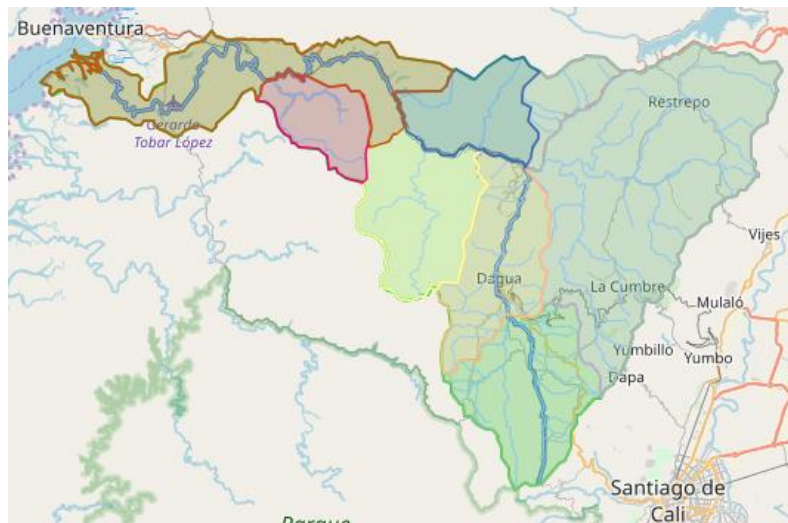 Buenaventura
Restrepo
Gerardo
Tobar López
Vijes
Dagua
La Cumbre
Mulaló
Yumbillo
Yumbo
Dapa
Santiago de
Cali
Parque